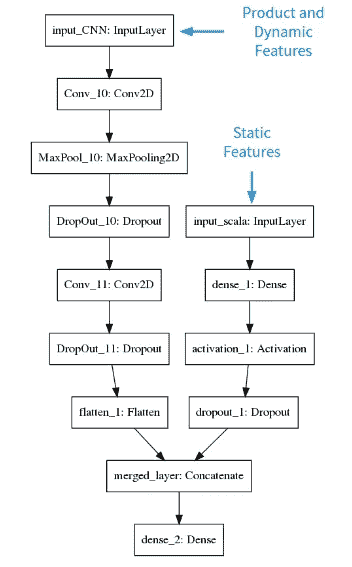 input_CNN: InputLayer
Product and
Dynamic
Features
Conv_10: Conv2D
MaxPool_10: MaxPooling2D
Static
Features
DropOut_10: Dropout
input_scala: InputLayer
Conv_11: Conv2D
dense_1: Dense
DropOut_11: Dropout
activation_1: Activation
flatten_1: Flatten
dropout_1: Dropout
merged_layer: Concatenate
dense_2: Dense